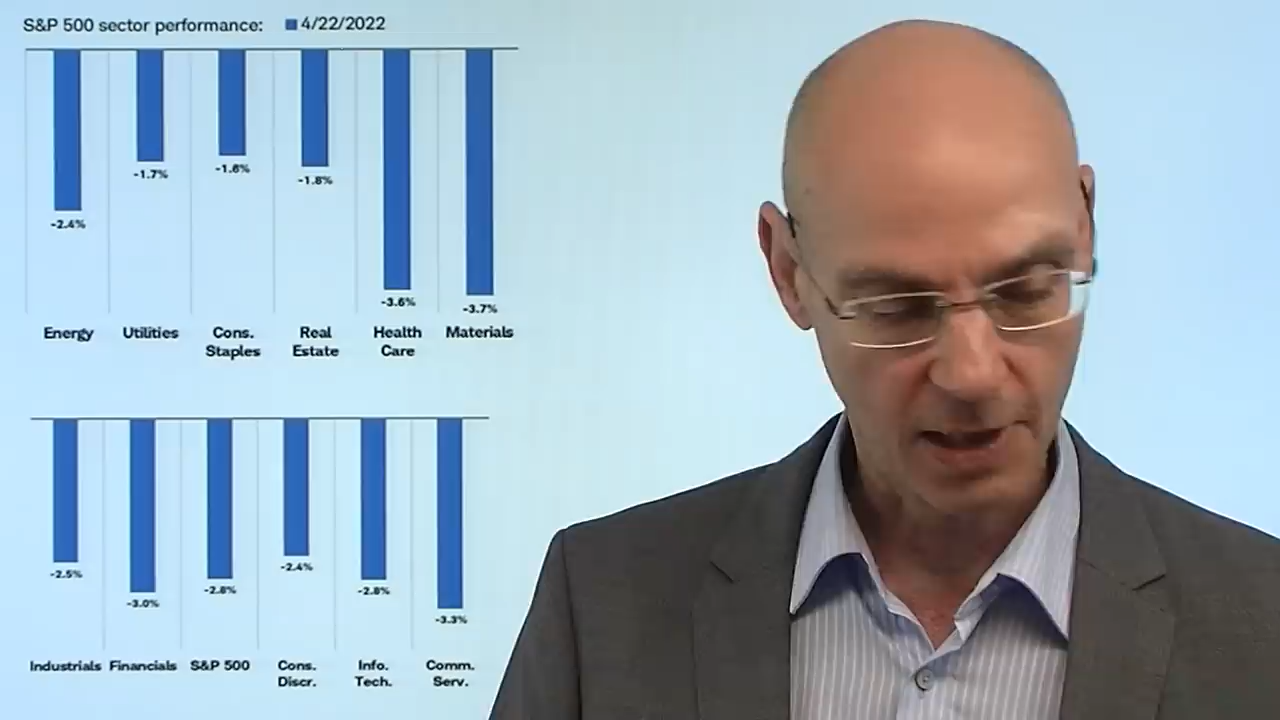 S&P 500 sector performance: 4/22/2022
-2.4% -1.7% -1.6% -1.8% -3.6% -3.7%
Energy Utilities Cons. Staples Real Estate Health Care Materials
-2.5% -3.0% -2.8% -2.4% -2.8% -3.3%
Industrials Financials S&P 500 Cons. Discr. Info. Tech. Comm. Serv.